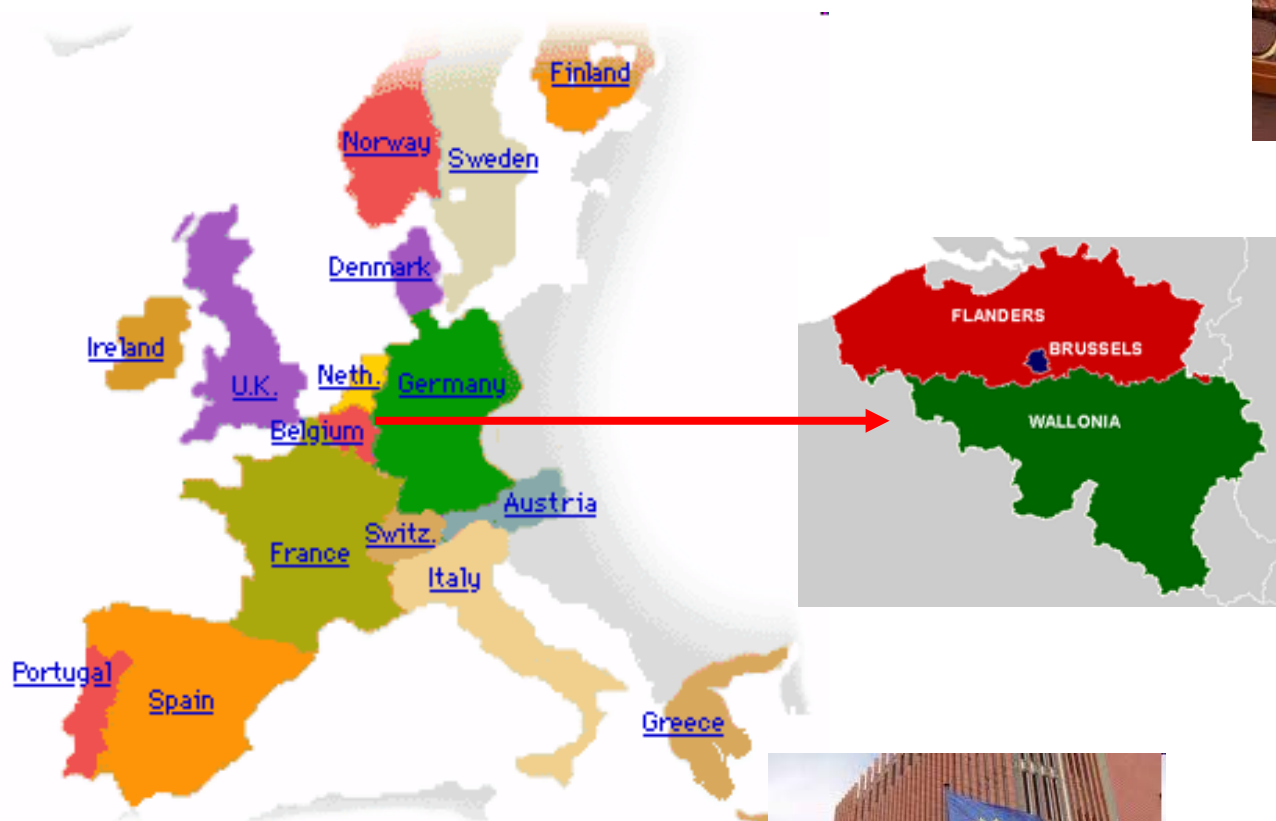 Finland
Norway
Sweden
Denmark
Ireland
U.K.
Neth.
Germany
Belgium
Austria
Switz.
France
Italy
Portugal
Spain
Greece
FLANDERS
BRUSSELS
WALLONIA